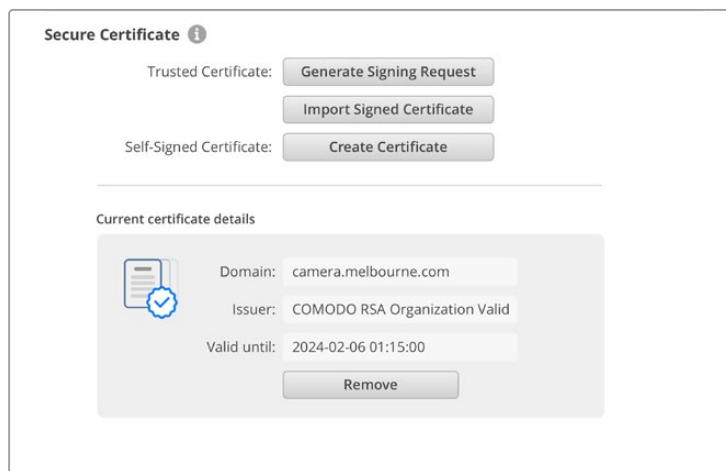 Secure Certificate
Trusted Certificate: Generate Signing Request
Import Signed Certificate
Self-Signed Certificate: Create Certificate
Current certificate details
Domain: camera.melbourne.com
Issuer: COMODO RSA Organization Valid
Valid until: 2024-02-06 01:15:00
Remove